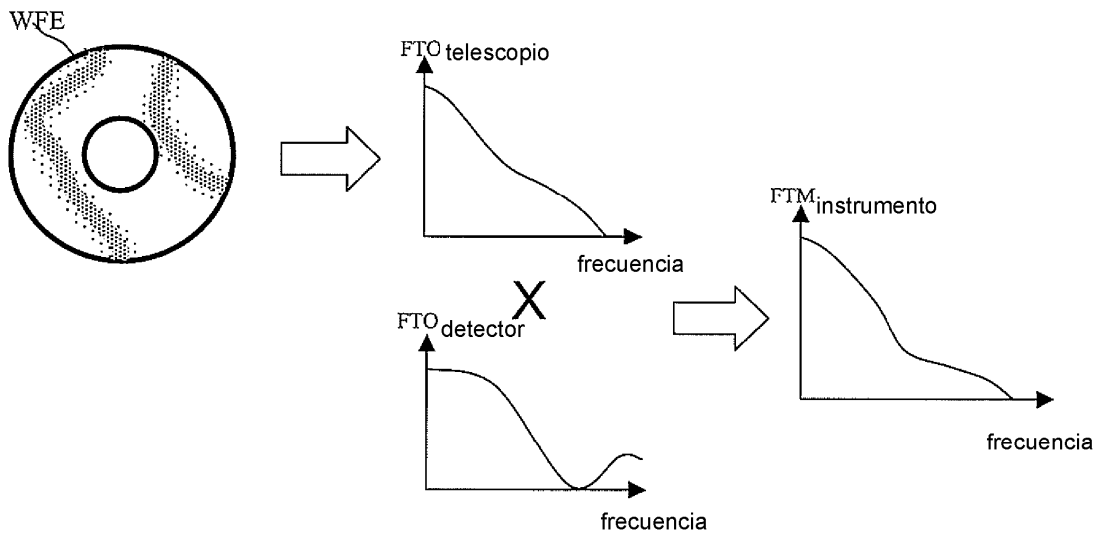 WFE
FTO telescopio
frecuencia
X
FTO detector
frecuencia
FTM instrumento
frecuencia